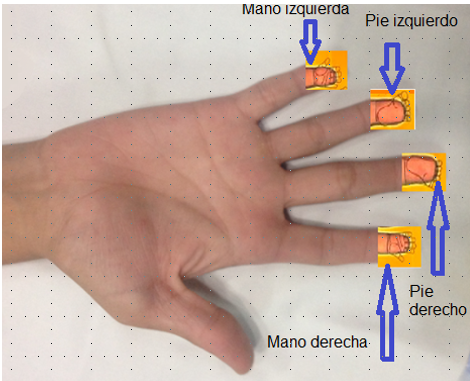 Mano izquierda
Pie izquierdo
Pie
derecho
Mano derecha